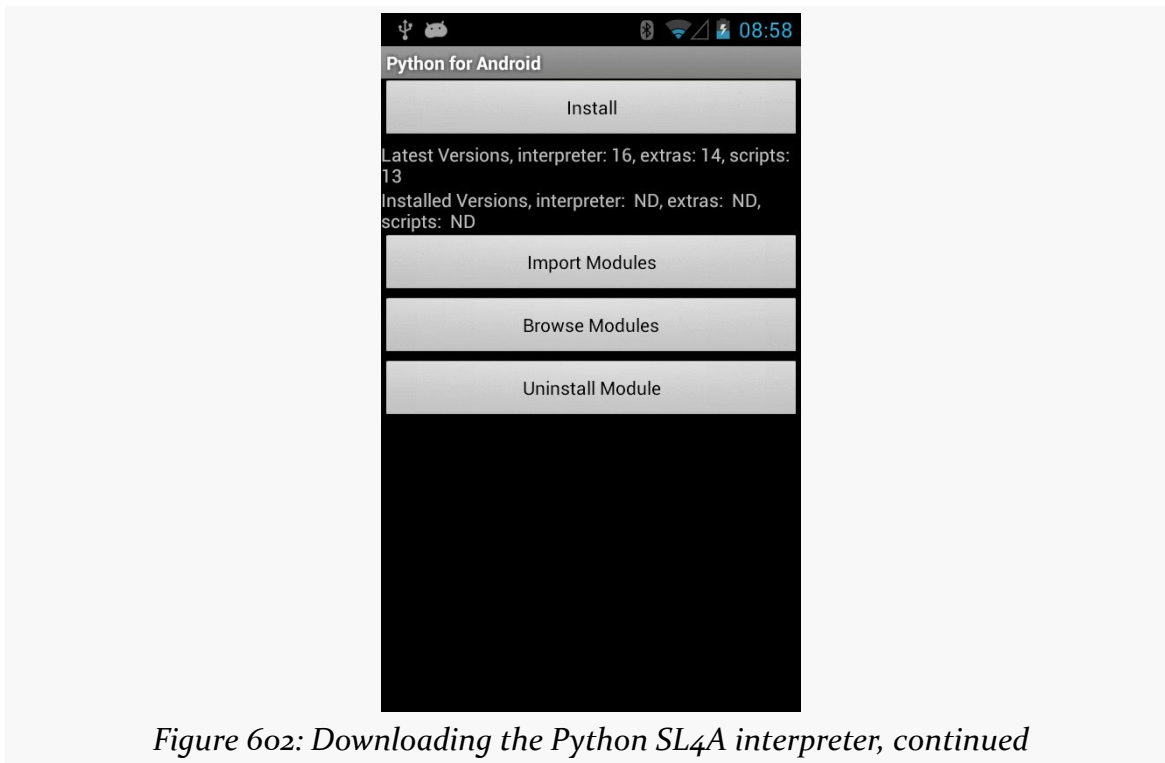 08:58
Python for Android
Install
Latest Versions, interpreter: 16, extras: 14, scripts:
13
Installed Versions, interpreter:  ND, extras:  ND,
scripts:  ND
Import Modules
Browse Modules
Uninstall Module
Figure 602: Downloading the Python SL4A interpreter, continued